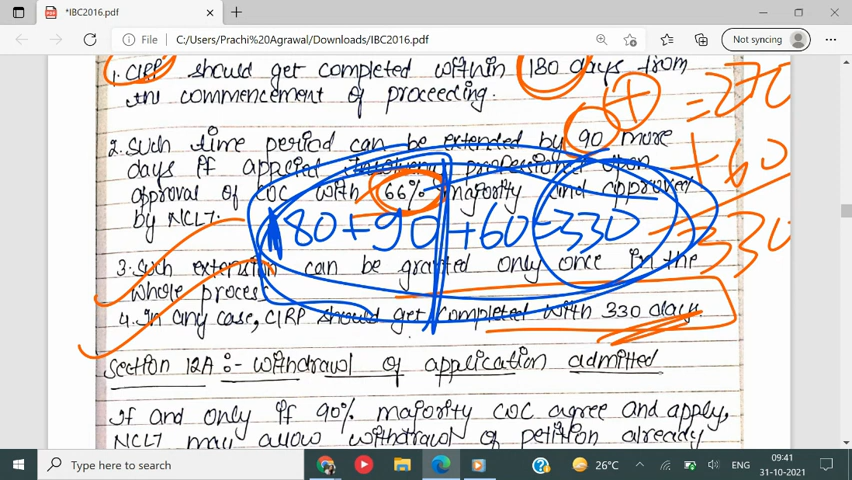 *IBC2016.pdf
File C:/Users/Prachi%20Agrawal/Downloads/IBC2016.pdf
Not syncing
1. CIRP should get completed within 180 days from
the commencement of proceeding.
= 270
2. Such time period can be extended by 90 more
+
days if applied Insolvency professional upon
+ 60
approval of COC with 66% majority and approved
by NCLT.
180+90+60=330
330
3. Such extension can be granted only once in the
whole process
4. In any case, CIRP should get completed with 330 days
Section 12A :- withdrawal of application admitted
If and only if 90% majority COC agree and apply,
NCLT may allow withdrawal of petition already
Type here to search
26°C
ENG
09:41
31-10-2021